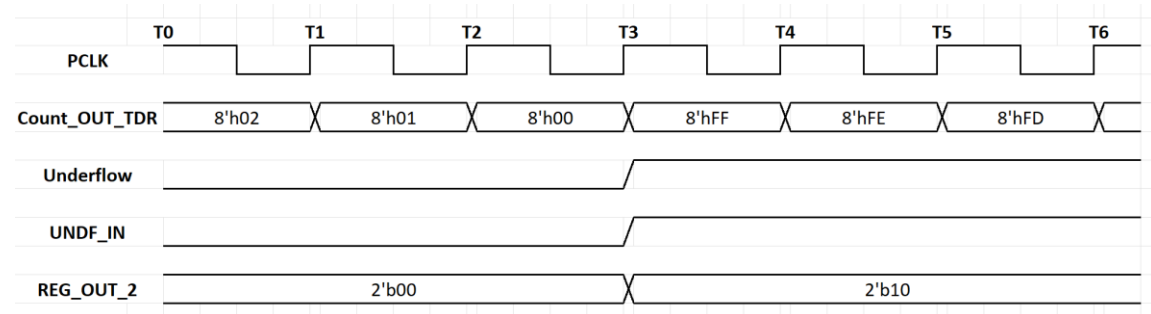 T0 T1 T2 T3 T4 T5 T6
PCLK
Count_OUT_TDR 8'h02 8'h01 8'h00 8'hFF 8'hFE 8'hFD
Underflow
UNDF_IN
REG_OUT_2 2'b00 2'b10